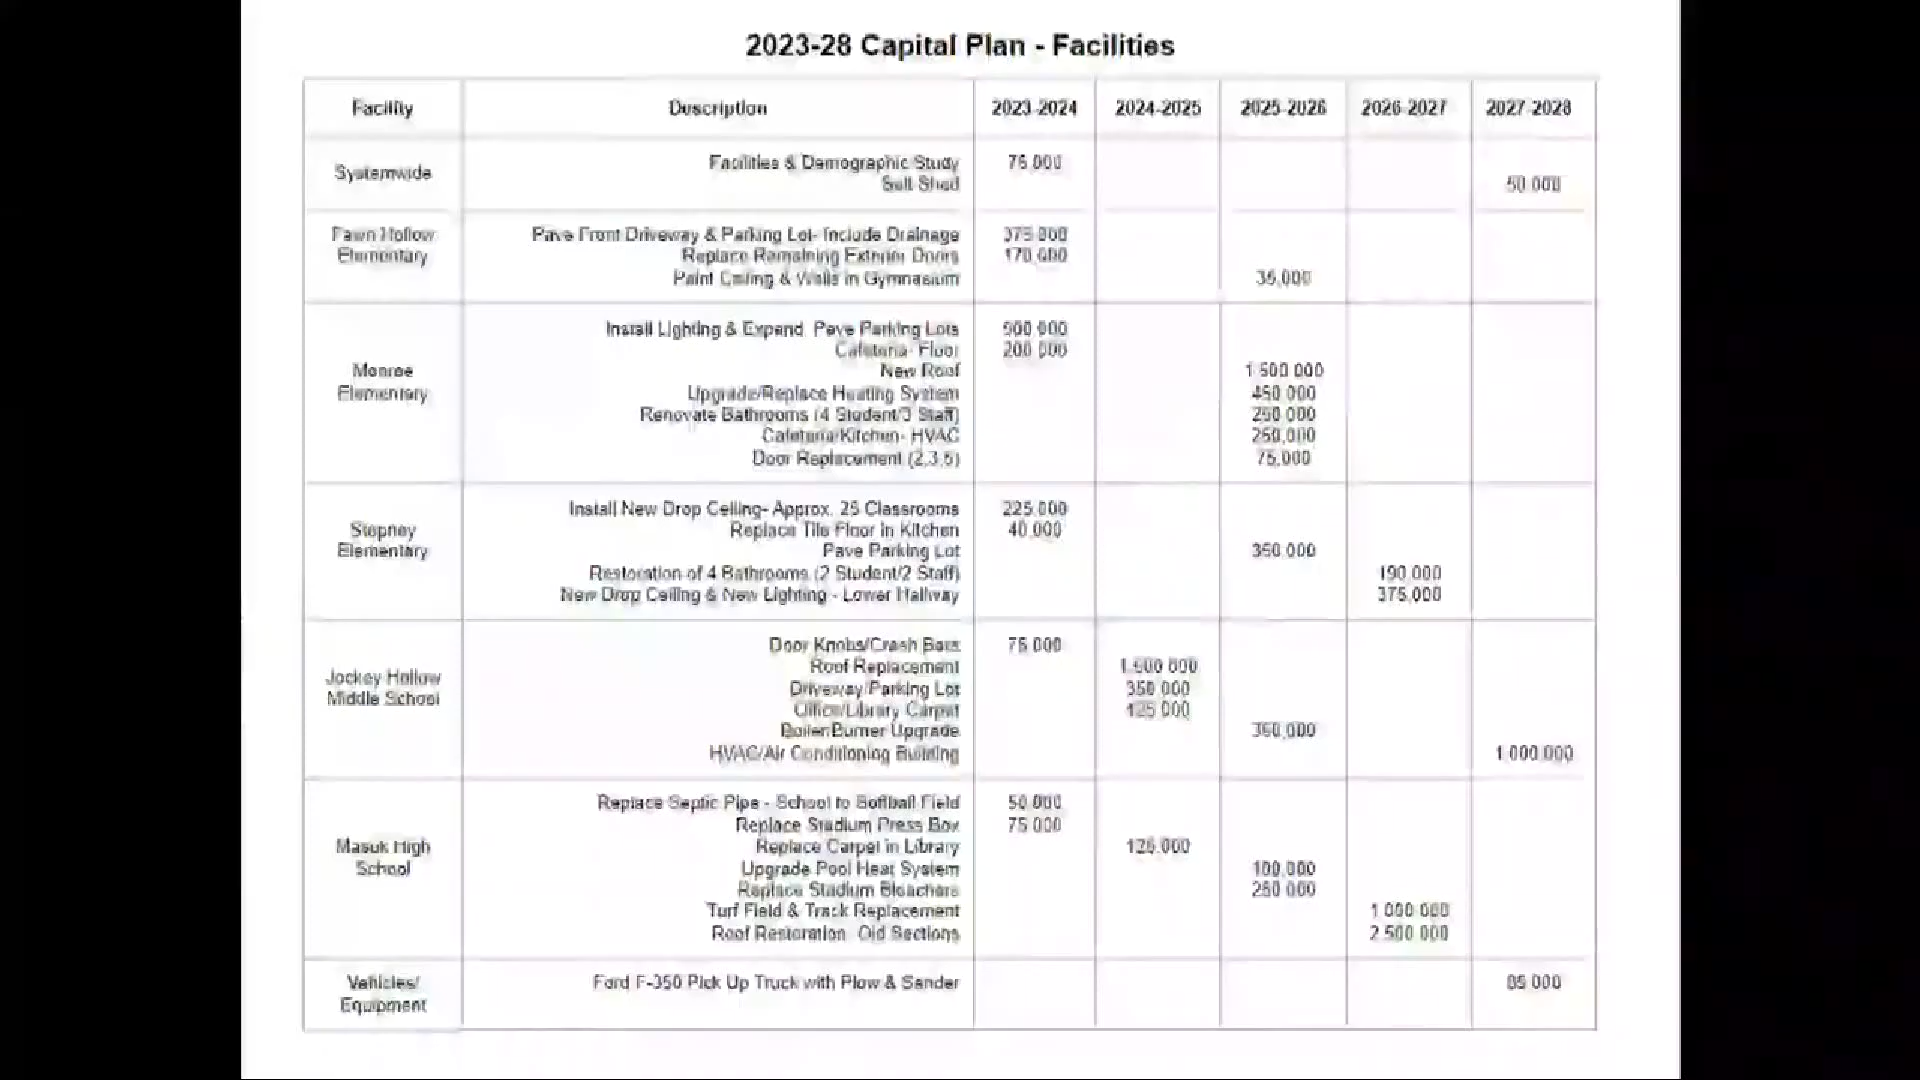 2023-28 Capital Plan - Facilities
Facility Description 2023-2024 2024-2025 2025-2026 2026-2027 2027-2028
Systemwide
Facilities & Demographic Study 75 000
Salt Shed 50 000
Fawn Hollow
Elementary
Pave Front Driveway & Parking Lot- Include Drainage
Replace Remaining Exterior Doors
Paint Ceiling & Walls in Gymnasium 35,000
Monroe
Elementary
Install Lighting & Expand Pave Parking Lots
Cafeteria- Floor 200 000
New Roof 1 500 000
Upgrade/Replace Heating System 450 000
Renovate Bathrooms (4 Student/3 Staff) 250 000
Cafeteria/Kitchen- HVAC 250,000
Door Replacement (2,3,5) 75,000
Stepney
Elementary
Install New Drop Ceiling- Approx. 25 Classrooms 225 000
Replace Tile Floor in Kitchen 40 000
Pave Parking Lot 350 000
Restoration of 4 Bathrooms (2 Student/2 Staff) 190 000
New Drop Ceiling & New Lighting - Lower Hallway 375,000
Jockey Hollow
Middle School
Door Knobs/Crash Bars 75 000
Roof Replacement
Driveway/Parking Lot 350 000
Office/Library Carpet 125 000
Boiler/Burner Upgrade
HVAC/Air Conditioning Building 1 000 000
Masuk High
School
Replace Septic Pipe - School to Softball Field 50 000
Replace Stadium Press Box 75 000
Replace Carpet in Library 125 000
Upgrade Pool Heat System 100,000
Replace Stadium Bleachers 250 000
Turf Field & Track Replacement 1 000 000
Roof Restoration Old Sections 2 500 000
Vehicles/
Equipment
Ford F-350 Pick Up Truck with Plow & Sander